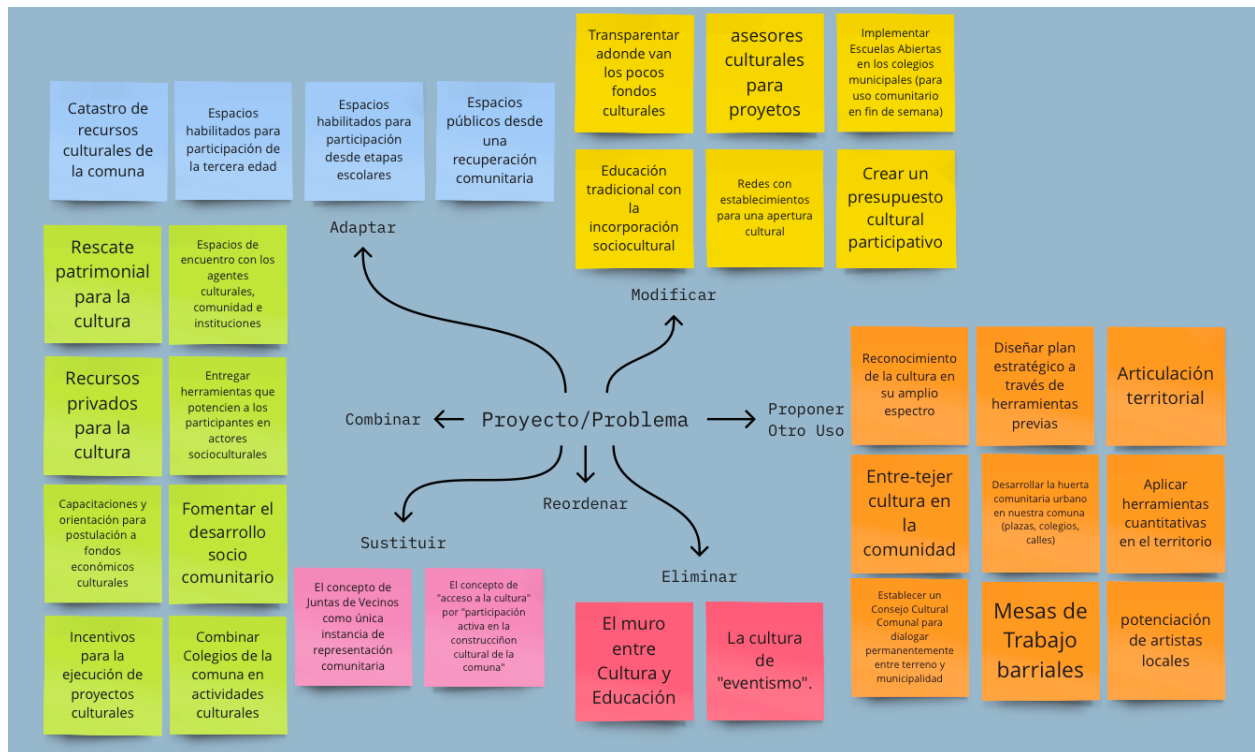 Catastro de
recursos
culturales de
la comuna
Espacios
habilitados para
participación de
la tercera edad
Espacios
habilitados para
participación
desde etapas
escolares
Espacios
públicos desde
una
recuperación
comunitaria
Adaptar
Transparentar
adonde van
los pocos
fondos
culturales
asesores
culturales
para
proyetos
Implementar
Escuelas Abiertas
en los colegios
municipales (para
uso comunitario
en fin de semana)
Educación
tradicional con
la
incorporación
sociocultural
Redes con
establecimientos
para una apertura
cultural
Crear un
presupuesto
cultural
participativo
Modificar
Rescate
patrimonial
para la
cultura
Espacios de
encuentro con los
agentes
culturales,
comunidad e
instituciones
Recursos
privados
para la
cultura
Entregar
herramientas que
potencien a los
participantes en
actores
socioculturales
Capacitaciones y
orientación para
postulación a
fondos
económicos
culturales
Fomentar el
desarrollo
socio
comunitario
Incentivos
para la
ejecución de
proyectos
culturales
Combinar
Colegios de la
comuna en
actividades
culturales
Combinar
Proyecto/Problema
Proponer
Otro Uso
Reordenar
Sustituir
Eliminar
El concepto de
Juntas de Vecinos
como única
instancia de
representación
comunitaria
El concepto de
"acceso a la cultura"
por "participación
activa en la
construcciñon
cultural de la
comuna"
El muro
entre
Cultura y
Educación
La cultura
de
"eventismo".
Reconocimiento
de la cultura en
su amplio
espectro
Diseñar plan
estratégico a
través de
herramientas
previas
Articulación
territorial
Entre-tejer
cultura en
la
comunidad
Desarrollar la huerta
comunitaria urbano
en nuestra comuna
(plazas, colegios,
calles)
Aplicar
herramientas
cuantitativas
en el territorio
Establecer un
Consejo Cultural
Comunal para
dialogar
permanentemente
entre terreno y
municipalidad
Mesas de
Trabajo
barriales
potenciación
de artistas
locales